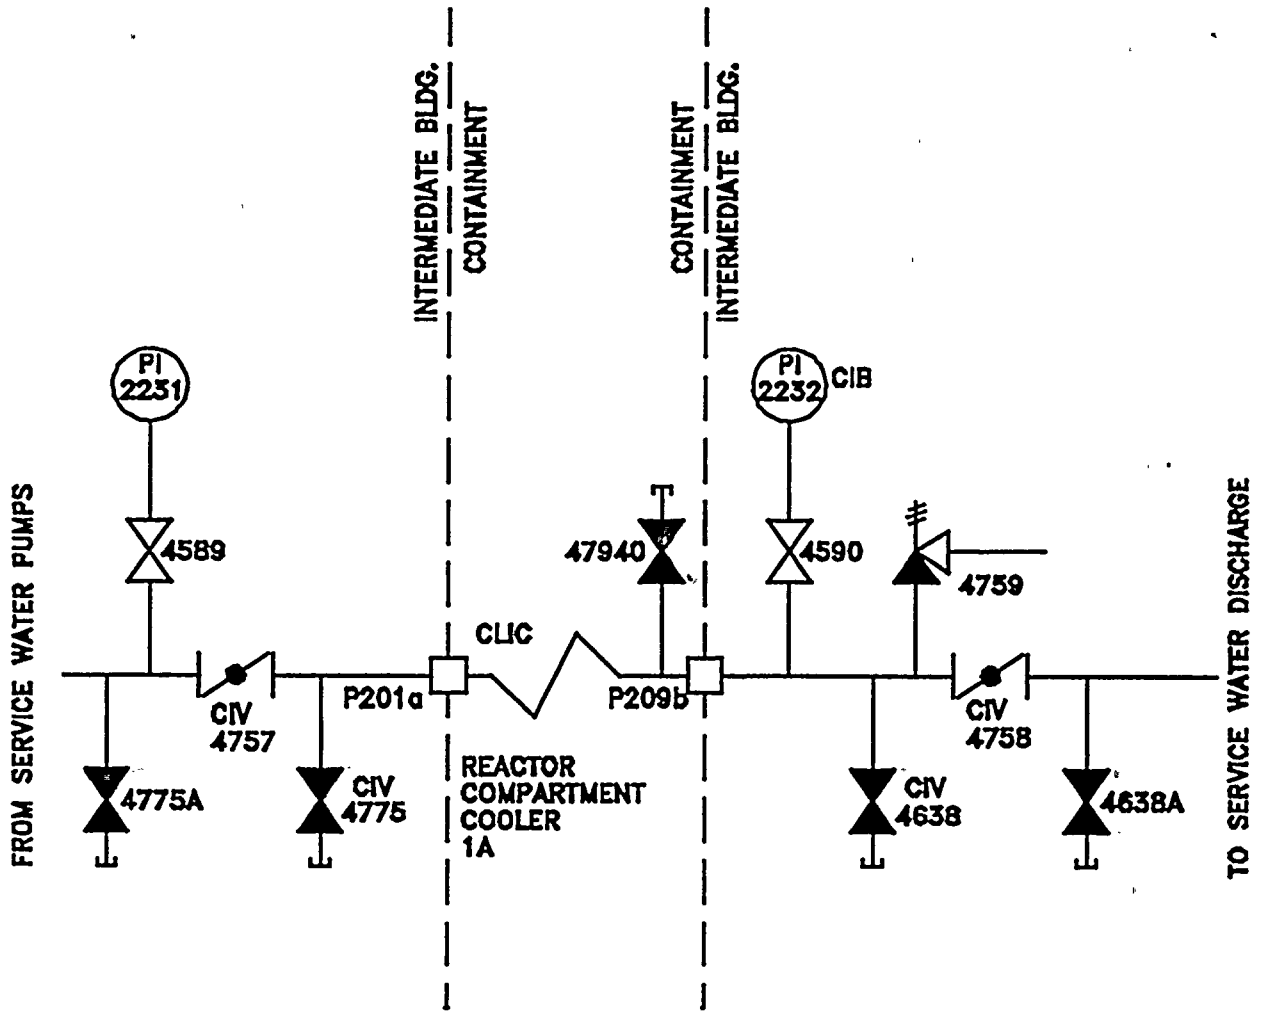 INTERMEDIATE BLDG.
CONTAINMENT
CONTAINMENT
INTERMEDIATE BLDG.
PI
2231
PI
2232
CIB
FROM SERVICE WATER PUMPS
4589
47940
4590
4759
TO SERVICE WATER DISCHARGE
CLIC
P201a
P209b
CIV
4757
CIV
4758
4775A
CIV
4775
REACTOR
COMPARTMENT
COOLER
1A
CIV
4638
4638A